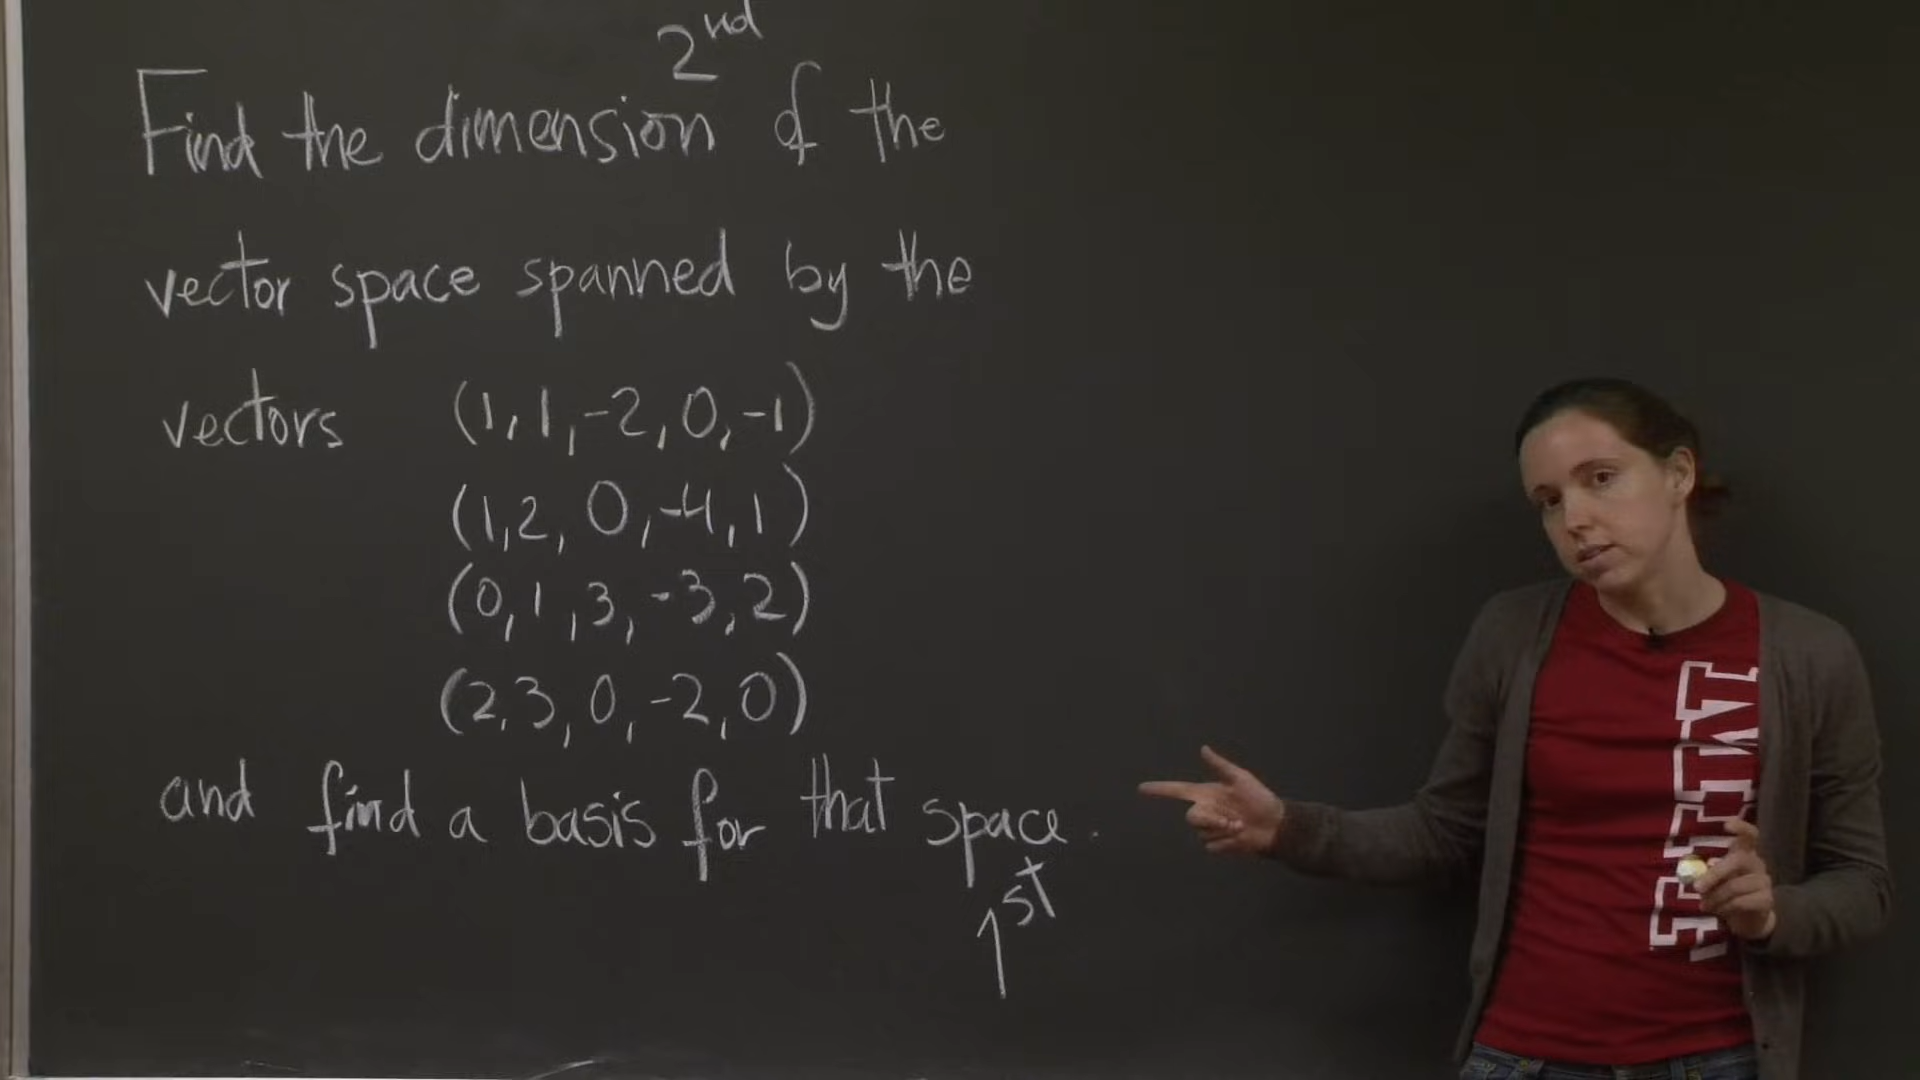 2nd
Find the dimension of the
vector space spanned by the
vectors (1, 1, -2, 0, -1)
(1, 2, 0, -4, 1)
(0, 1, 3, -3, 2)
(2, 3, 0, -2, 0)
and find a basis for that space.
1st